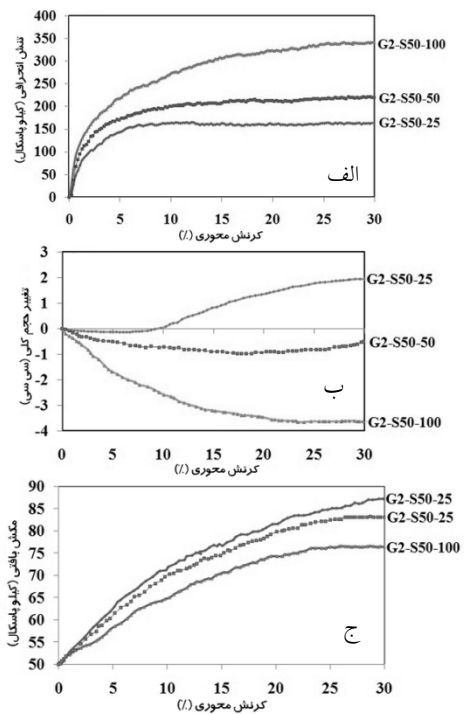 400
350
300
250
200
150
100
50
0
تنش انحرافی (کیلوپاسکال)
G2-S50-100
G2-S50-50
G2-S50-25
الف
0 5 10 15 20 25 30
کرنش محوری (٪)
3
2
1
0
-1
-2
-3
-4
تغییر حجم کلی (سی سی)
G2-S50-25
G2-S50-50
G2-S50-100
ب
0 5 10 15 20 25 30
کرنش محوری (٪)
90
85
80
75
70
65
60
55
50
مکش بافتی (کیلوپاسکال)
G2-S50-25
G2-S50-25
G2-S50-100
ج
0 5 10 15 20 25 30
کرنش محوری (٪)